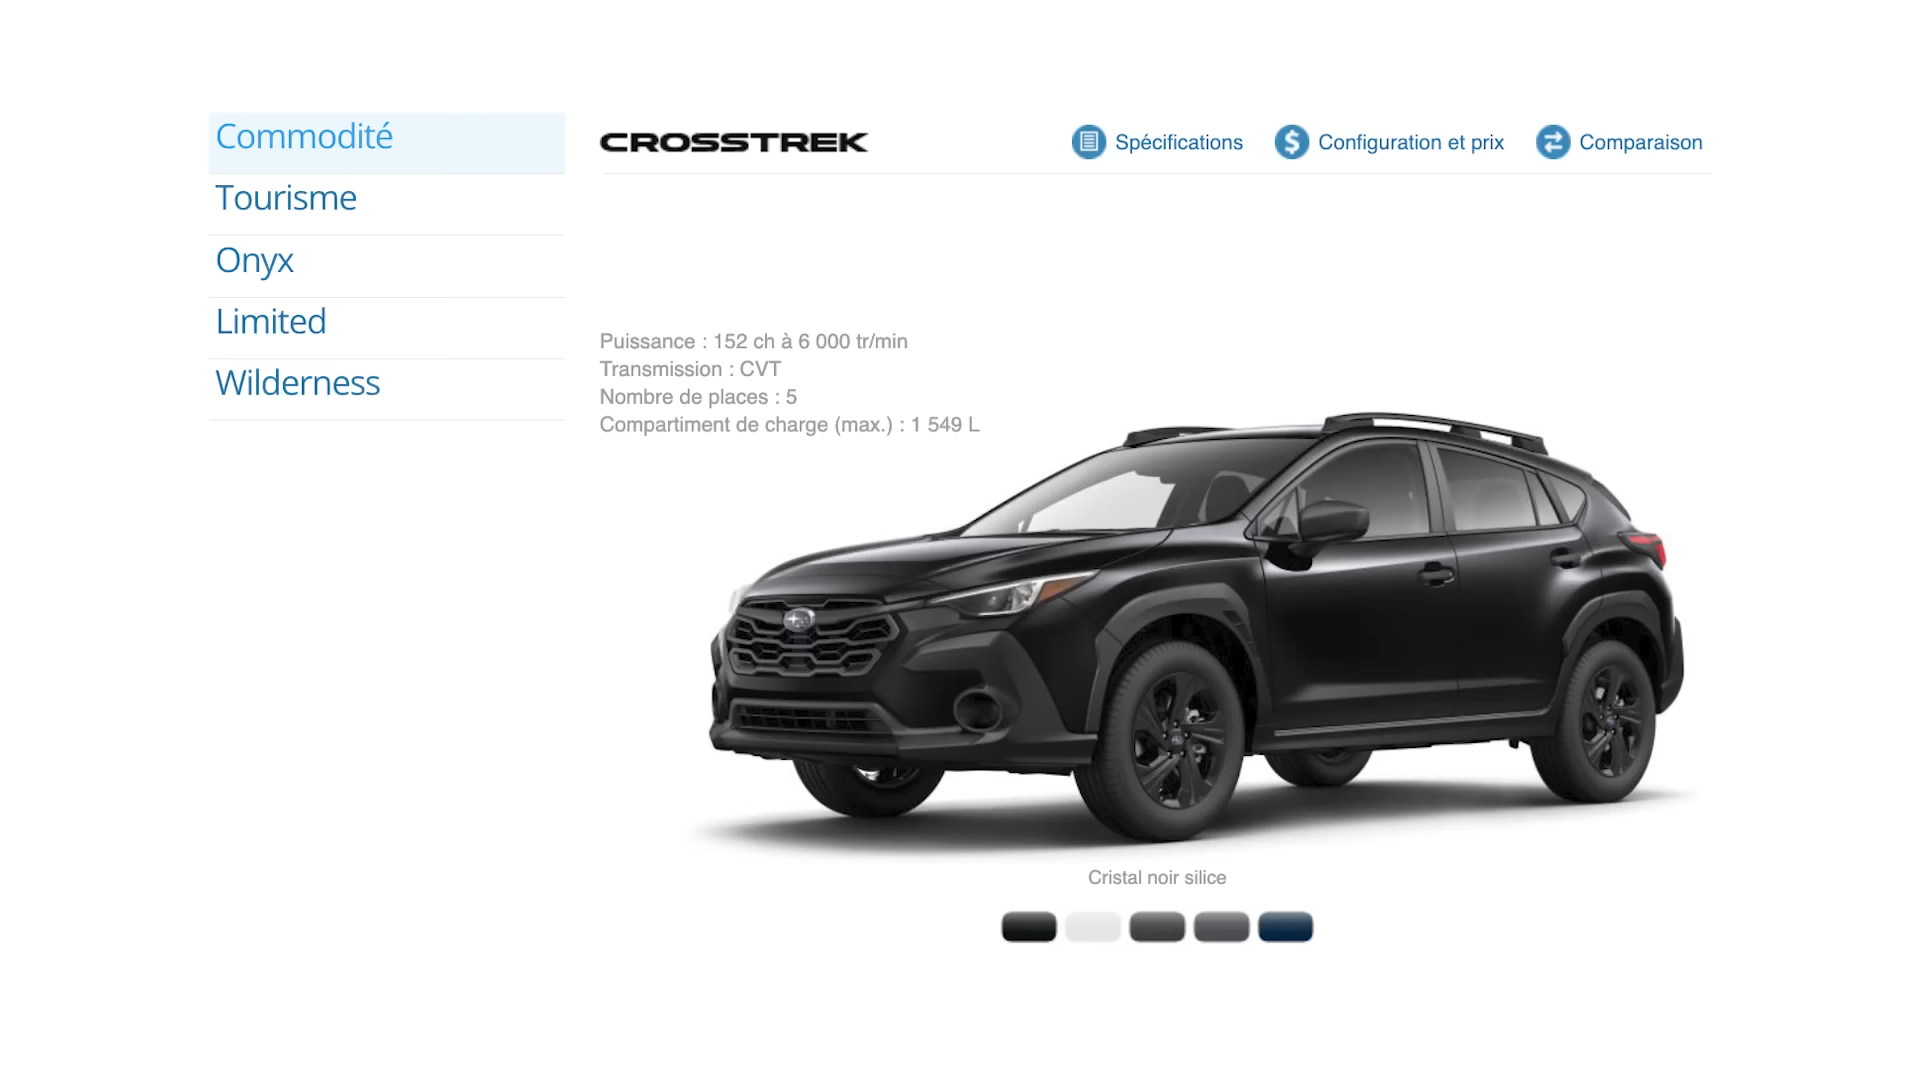 Commodité
Tourisme
Onyx
Limited
Wilderness
CROSSTREK
Spécifications
Configuration et prix
Comparaison
Puissance : 152 ch à 6 000 tr/min
Transmission : CVT
Nombre de places : 5
Compartiment de charge (max.) : 1 549 L
Cristal noir silice